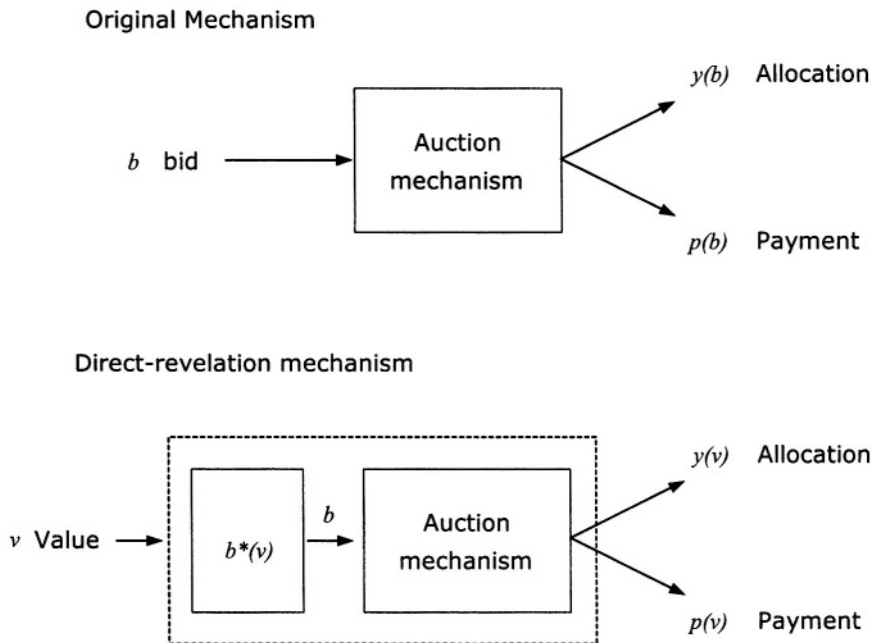 Original Mechanism
y(b) Allocation
b bid
Auction
mechanism
p(b) Payment
Direct-revelation mechanism
y(v) Allocation
v Value
b*(v)
b
Auction
mechanism
p(v) Payment